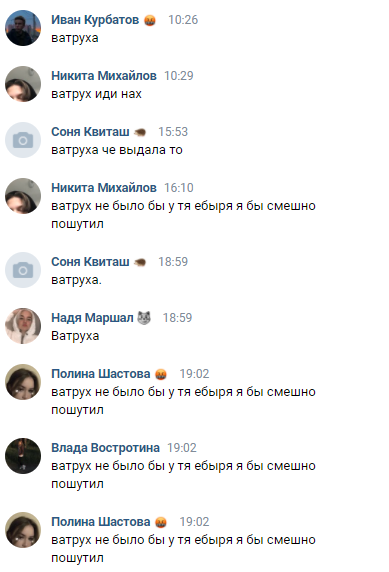 Иван Курбатов 10:26
ватруха
Никита Михайлов 10:29
ватрух иди нах
Соня Квиташ 15:53
ватруха че выдала то
Никита Михайлов 16:10
ватрух не было бы у тя ебыря я бы смешно
пошутил
Соня Квиташ 18:59
ватруха.
Надя Маршал 18:59
Ватруха
Полина Шастова 19:02
ватрух не было бы у тя ебыря я бы смешно
пошутил
Влада Востротина 19:02
ватрух не было бы у тя ебыря я бы смешно
пошутил
Полина Шастова 19:02
ватрух не было бы у тя ебыря я бы смешно
пошутил